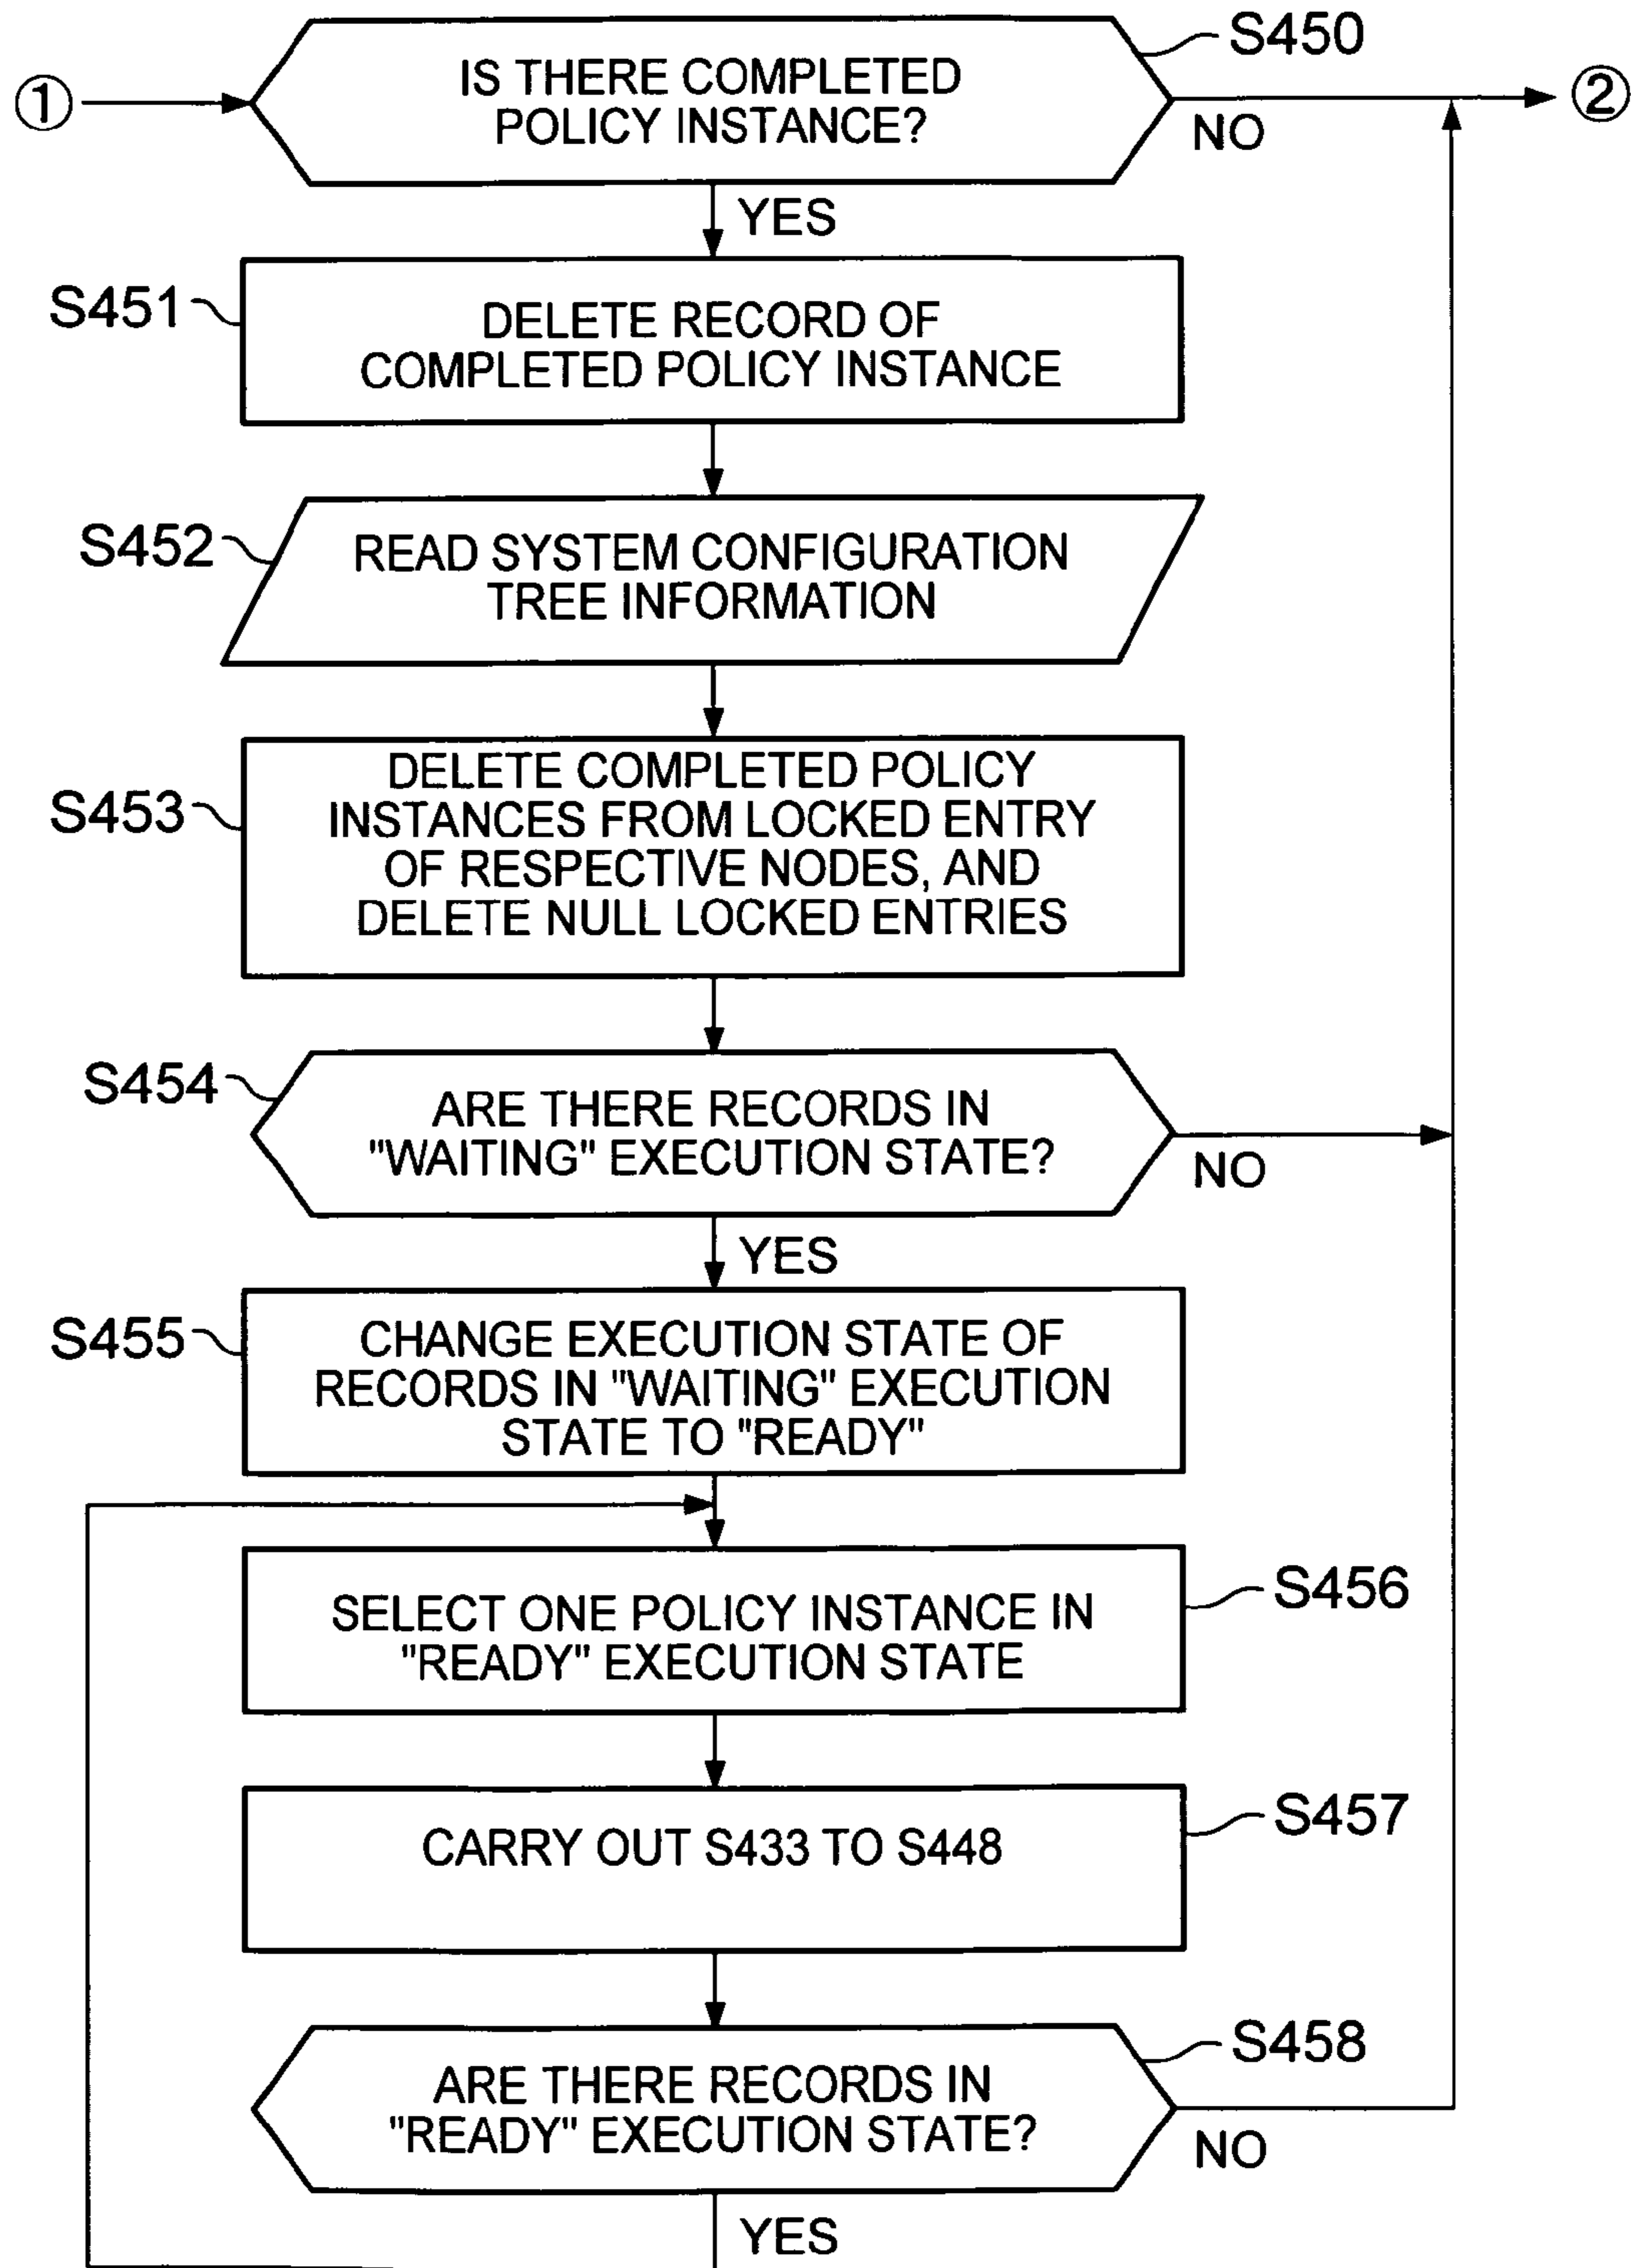 S450
IS THERE COMPLETED
POLICY INSTANCE?
①
②
NO
YES
S451
DELETE RECORD OF
COMPLETED POLICY INSTANCE
S452
READ SYSTEM CONFIGURATION
TREE INFORMATION
S453
DELETE COMPLETED POLICY
INSTANCES FROM LOCKED ENTRY
OF RESPECTIVE NODES, AND
DELETE NULL LOCKED ENTRIES
S454
ARE THERE RECORDS IN
"WAITING" EXECUTION STATE?
NO
YES
S455
CHANGE EXECUTION STATE OF
RECORDS IN "WAITING" EXECUTION
STATE TO "READY"
S456
SELECT ONE POLICY INSTANCE IN
"READY" EXECUTION STATE
S457
CARRY OUT S433 TO S448
S458
ARE THERE RECORDS IN
"READY" EXECUTION STATE?
NO
YES